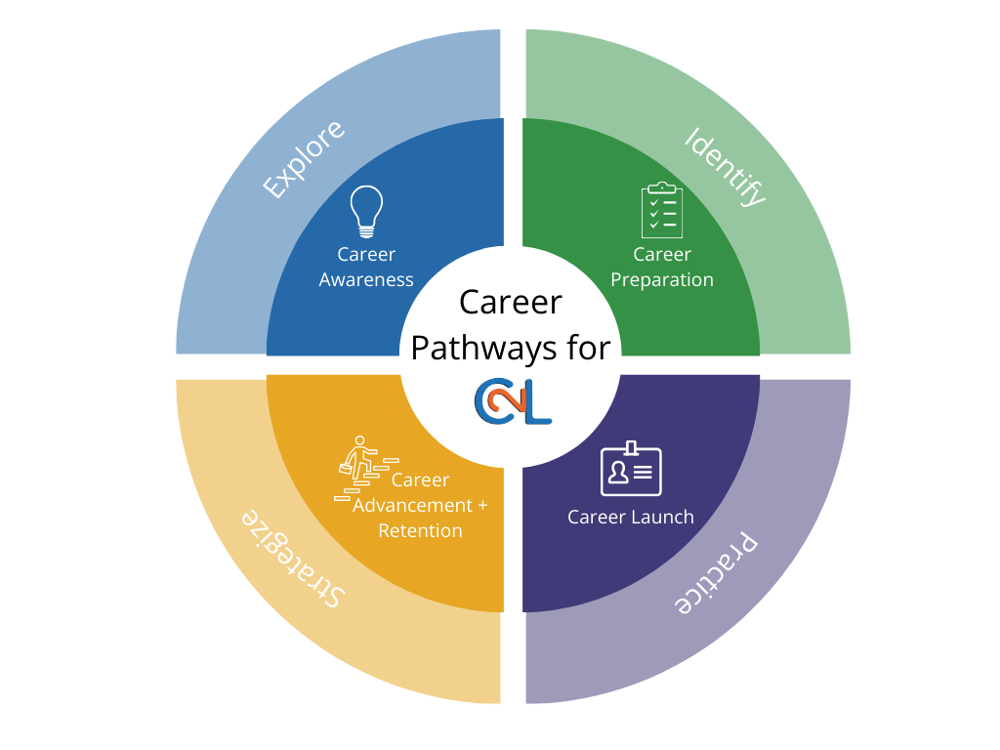 Explore
Identify
Career
Awareness
Career
Preparation
Career
Pathways for
C2L
Career
Advancement +
Retention
Career Launch
Strategize
Practice